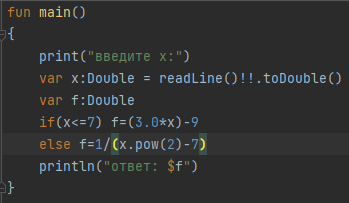 fun main()
{
    print("введите x:")
    var x:Double = readLine()!!.toDouble()
    var f:Double
    if(x<=7) f=(3.0*x)-9
    else f=1/(x.pow(2)-7)
    println("ответ: $f")
}